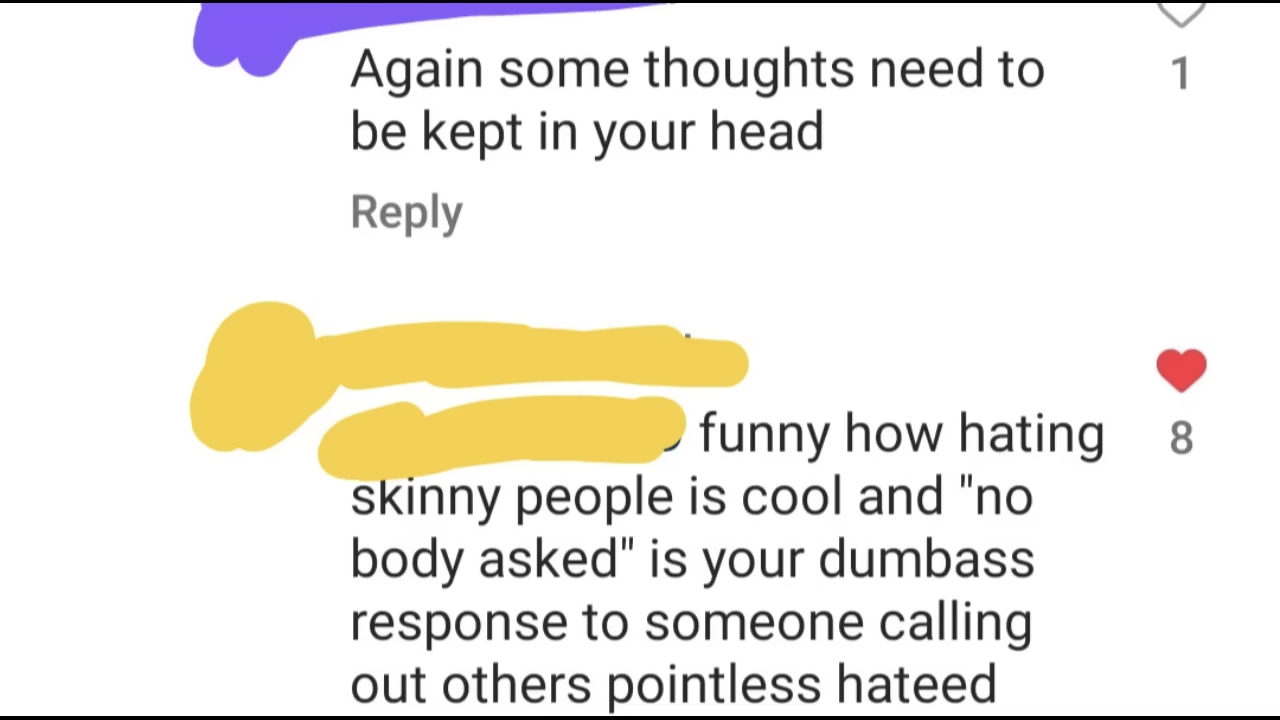 Again some thoughts need to
1
be kept in your head
Reply
funny how hating
8
skinny people is cool and "no
body asked" is your dumbass
response to someone calling
out others pointless hateed